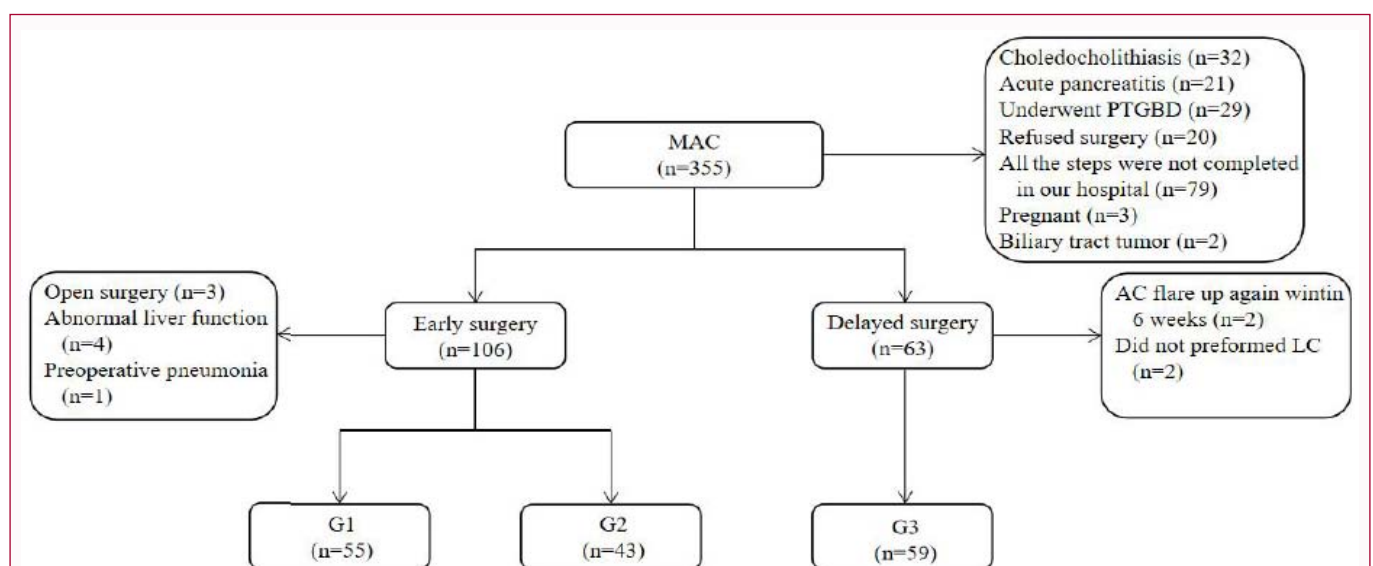 Choledocholithiasis (n=32)
Acute pancreatitis (n=21)
Underwent PTGBD (n=29)
Refused surgery (n=20)
All the steps were not completed
in our hospital (n=79)
Pregnant (n=3)
Biliary tract tumor (n=2)
MAC
(n=355)
Open surgery (n=3)
Abnormal liver function
(n=4)
Preoperative pneumonia
(n=1)
Early surgery
(n=106)
Delayed surgery
(n=63)
AC flare up again wintin
6 weeks (n=2)
Did not preformed LC
(n=2)
G1
(n=55)
G2
(n=43)
G3
(n=59)